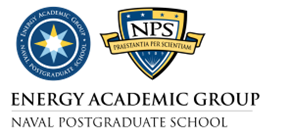 ENERGY ACADEMIC GROUP
NAVAL POSTGRADUATE SCHOOL
NPS
PRAESTANTIA PER SCIENTIAM
ENERGY ACADEMIC GROUP
NAVAL POSTGRADUATE SCHOOL